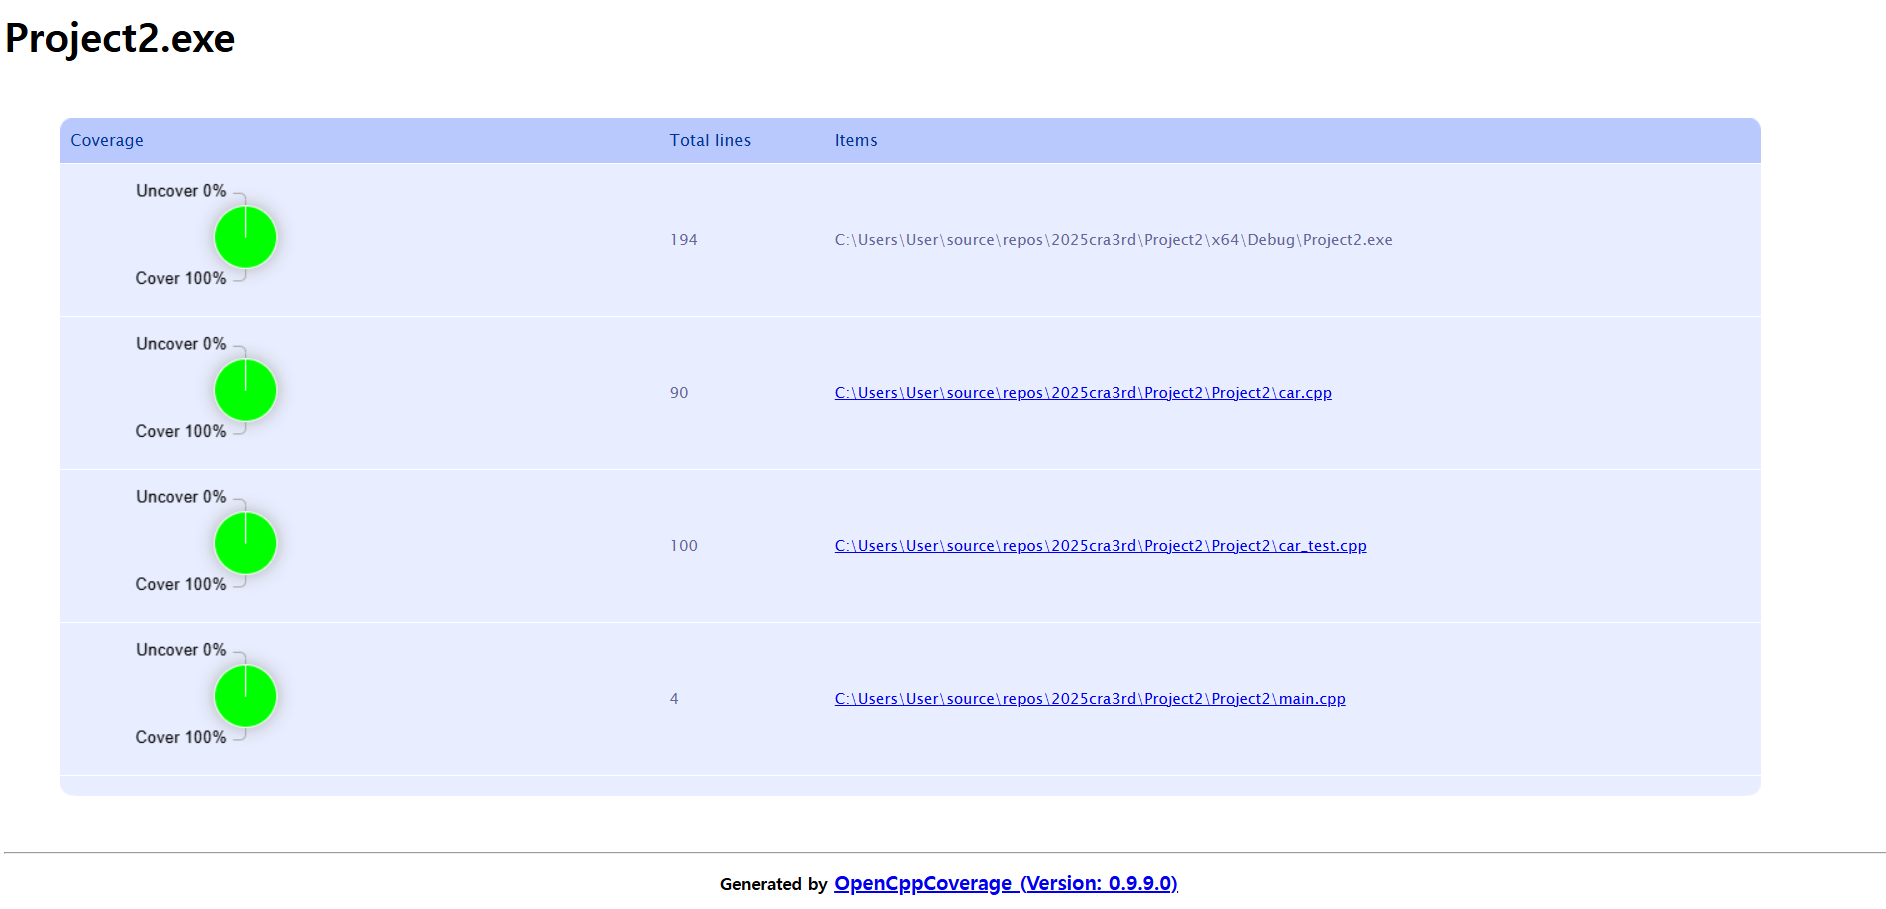 Project2.exe
Coverage Total lines Items
Uncover 0%
194 C:\Users\User\source\repos\2025cra3rd\Project2\x64\Debug\Project2.exe
Cover 100%
Uncover 0%
90 C:\Users\User\source\repos\2025cra3rd\Project2\Project2\car.cpp
Cover 100%
Uncover 0%
100 C:\Users\User\source\repos\2025cra3rd\Project2\Project2\car_test.cpp
Cover 100%
Uncover 0%
4 C:\Users\User\source\repos\2025cra3rd\Project2\Project2\main.cpp
Cover 100%
Generated by OpenCppCoverage (Version: 0.9.9.0)